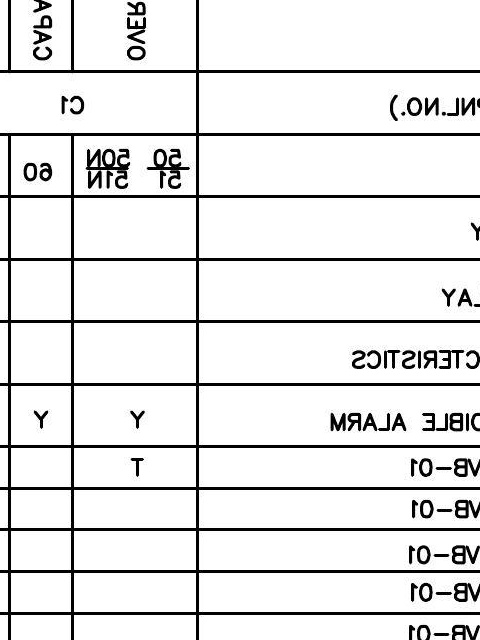 OVER CAPA
PNL.NO.) C1
50 50N 60
51 51N
Y
LAY
CTERISTICS
DIBLE ALARM Y Y
VB-01 T
VB-01
VB-01
VB-01
VB-01